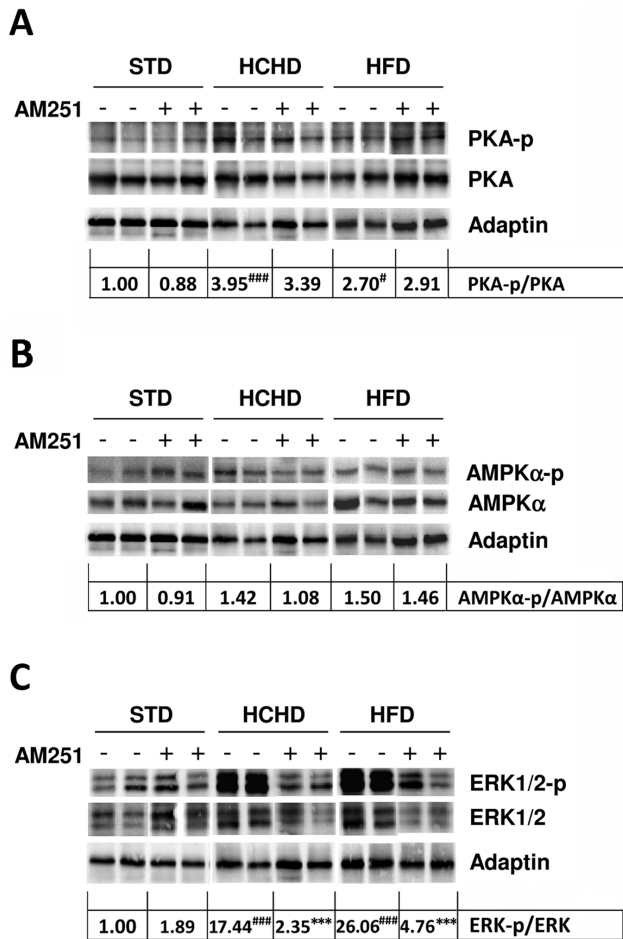 A
STD HCHD HFD
AM251 - - + + - - + + - - + +
PKA-p
PKA
Adaptin
1.00 0.88 3.95### 3.39 2.70# 2.91 PKA-p/PKA
B
STD HCHD HFD
AM251 - - + + - - + + - - + +
AMPKα-p
AMPKα
Adaptin
1.00 0.91 1.42 1.08 1.50 1.46 AMPKα-p/AMPKα
C
STD HCHD HFD
AM251 - - + + - - + + - - + +
ERK1/2-p
ERK1/2
Adaptin
1.00 1.89 17.44### 2.35*** 26.06### 4.76*** ERK-p/ERK